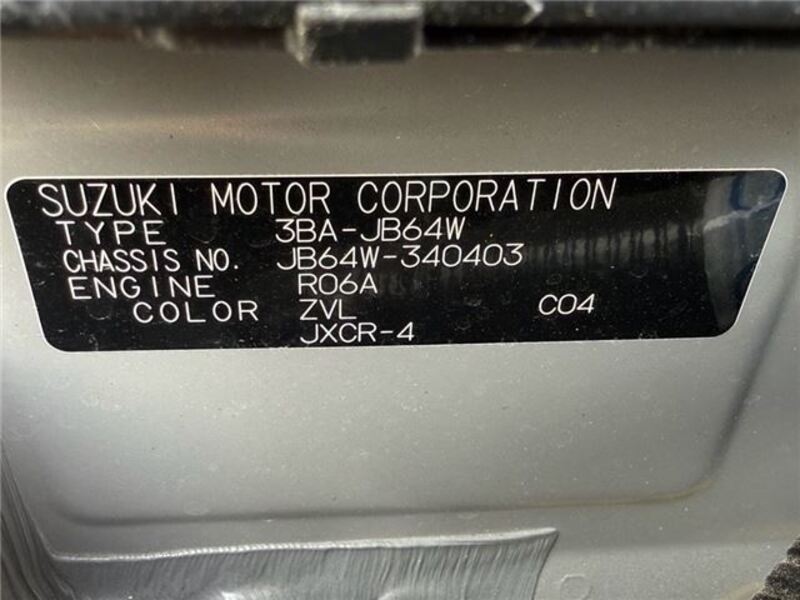 SUZUKI MOTOR CORPORATION
TYPE 3BA-JB64W
CHASSIS NO. JB64W-340403
ENGINE R06A
COLOR ZVL C04
JXCR-4